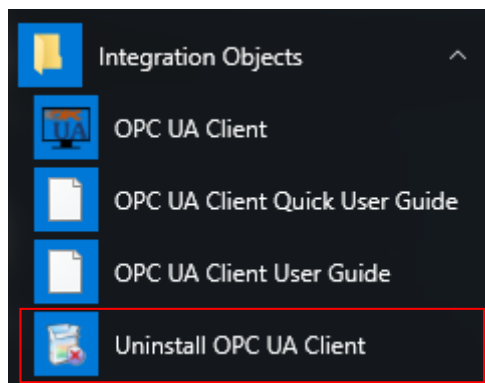 Integration Objects
UA
OPC UA Client
OPC UA Client Quick User Guide
OPC UA Client User Guide
Uninstall OPC UA Client